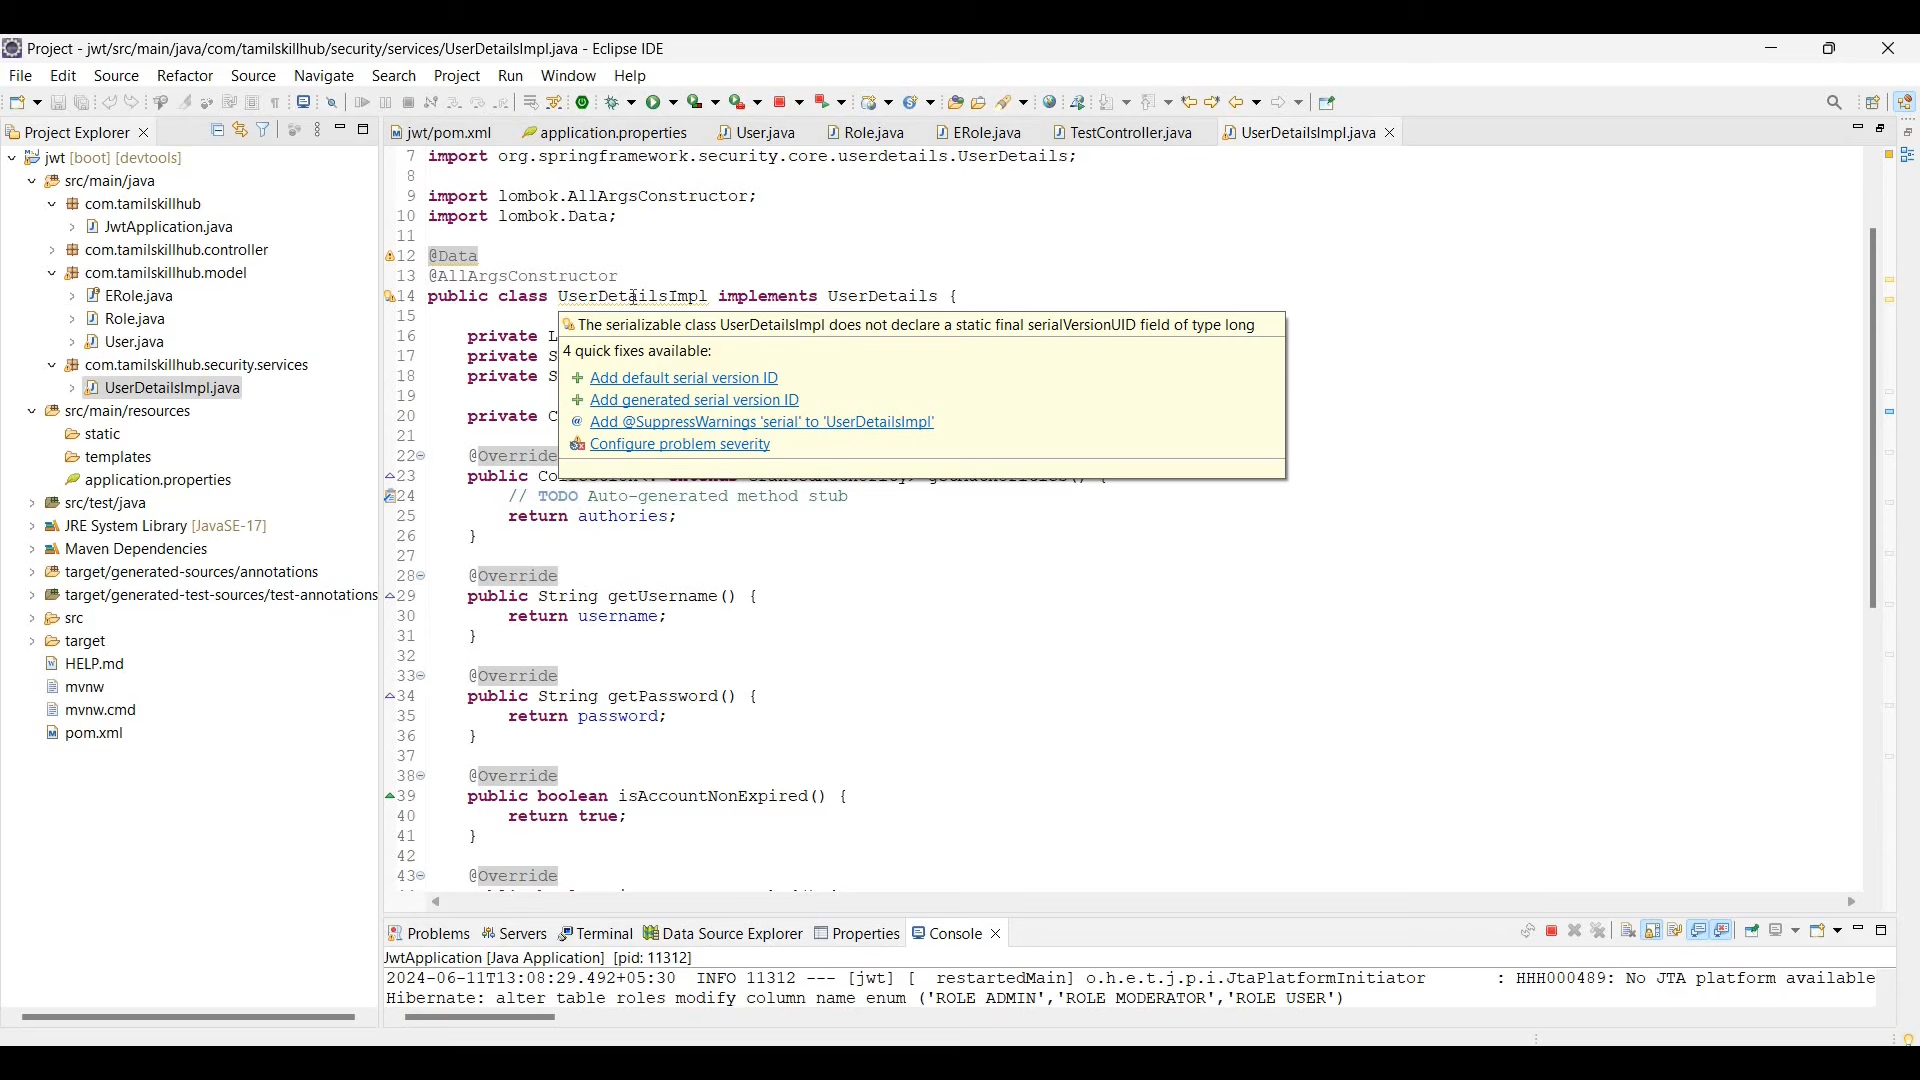 Project - jwt/src/main/java/com/tamilskillhub/security/services/UserDetailsImpl.java - Eclipse IDE
File Edit Source Refactor Source Navigate Search Project Run Window Help
Project Explorer
jwt/pom.xml application.properties User.java Role.java ERole.java TestController.java UserDetailsImpl.java
jwt [boot] [devtools]
src/main/java
com.tamilskillhub
JwtApplication.java
com.tamilskillhub.controller
com.tamilskillhub.model
ERole.java
Role.java
User.java
com.tamilskillhub.security.services
UserDetailsImpl.java
src/main/resources
static
templates
application.properties
src/test/java
JRE System Library [JavaSE-17]
Maven Dependencies
target/generated-sources/annotations
target/generated-test-sources/test-annotations
src
target
HELP.md
mvnw
mvnw.cmd
pom.xml
7 import org.springframework.security.core.userdetails.UserDetails;
8
9 import lombok.AllArgsConstructor;
10 import lombok.Data;
11
12 @Data
13 @AllArgsConstructor
14 public class UserDetailsImpl implements UserDetails {
15
16 private L
17 private S
18 private S
19
20 private C
21
22 @Override
23 public
24 // TODO Auto-generated method stub
25 return authories;
26 }
27
28 @Override
29 public String getUsername() {
30 return username;
31 }
32
33 @Override
34 public String getPassword() {
35 return password;
36 }
37
38 @Override
39 public boolean isAccountNonExpired() {
40 return true;
41 }
42
43 @Override
The serializable class UserDetailsImpl does not declare a static final serialVersionUID field of type long
4 quick fixes available:
Add default serial version ID
Add generated serial version ID
Add @SuppressWarnings 'serial' to 'UserDetailsImpl'
Configure problem severity
Problems Servers Terminal Data Source Explorer Properties Console
JwtApplication [Java Application] [pid: 11312]
2024-06-11T13:08:29.492+05:30 INFO 11312 --- [jwt] [ restartedMain] o.h.e.t.j.p.i.JtaPlatformInitiator : HHH000489: No JTA platform available
Hibernate: alter table roles modify column name enum ('ROLE_ADMIN','ROLE_MODERATOR','ROLE_USER')